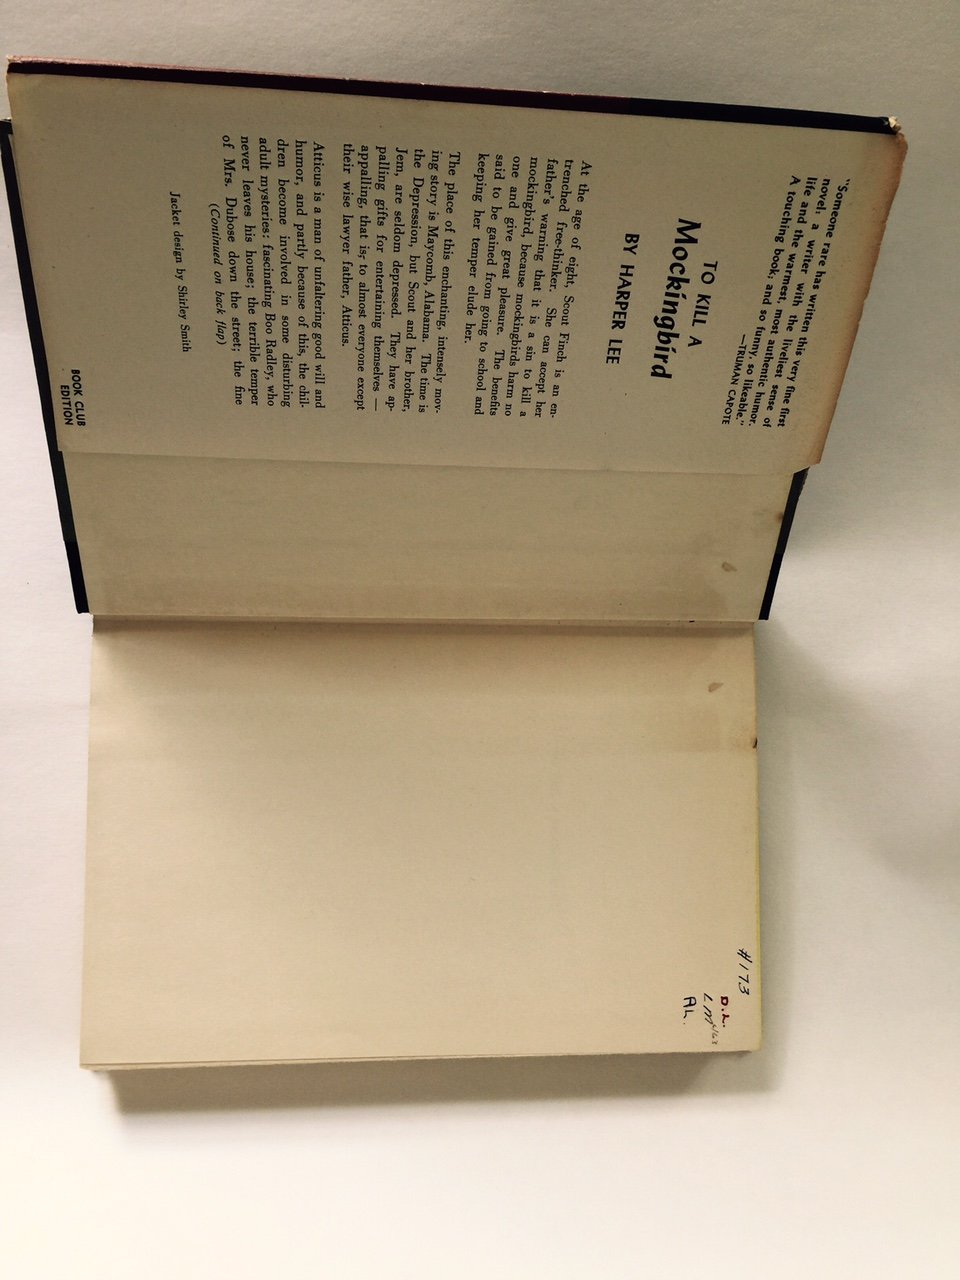 "Someone rare has written this very fine first
novel: a writer with the liveliest sense of
life and the warmest, most authentic humor.
A touching book; and so funny, so likeable."
—TRUMAN CAPOTE
TO KILL A
Mockingbird
BY HARPER LEE
At the age of eight, Scout Finch is an en-
trenched free-thinker. She can accept her
father's warning that it is a sin to kill a
mockingbird, because mockingbirds harm no
one and give great pleasure. The benefits
said to be gained from going to school and
keeping her temper elude her.
The place of this enchanting, intensely mov-
ing story is Maycomb, Alabama. The time is
the Depression, but Scout and her brother,
Jem, are seldom depressed. They have ap-
palling gifts for entertaining themselves —
appalling, that is, to almost everyone except
their wise lawyer father, Atticus.
Atticus is a man of unfaltering good will and
humor, and partly because of this, the chil-
dren become involved in some disturbing
adult mysteries: fascinating Boo Radley, who
never leaves his house; the terrible temper
of Mrs. Dubose down the street; the fine
(Continued on back flap)
Jacket design by Shirley Smith
BOOK CLUB
EDITION
#173
D.L.
LM 4/63
AL.